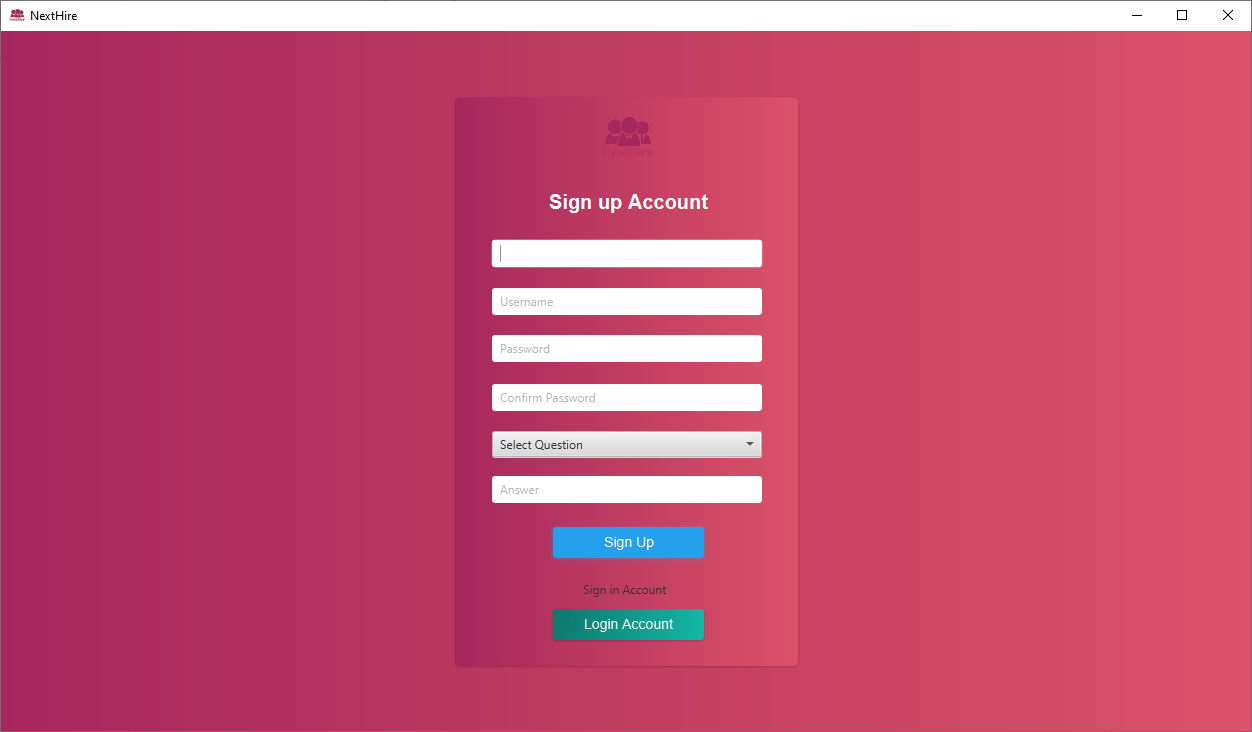 NextHire
NextHire
Sign up Account
Username
Password
Confirm Password
Select Question
Answer
Sign Up
Sign in Account
Login Account